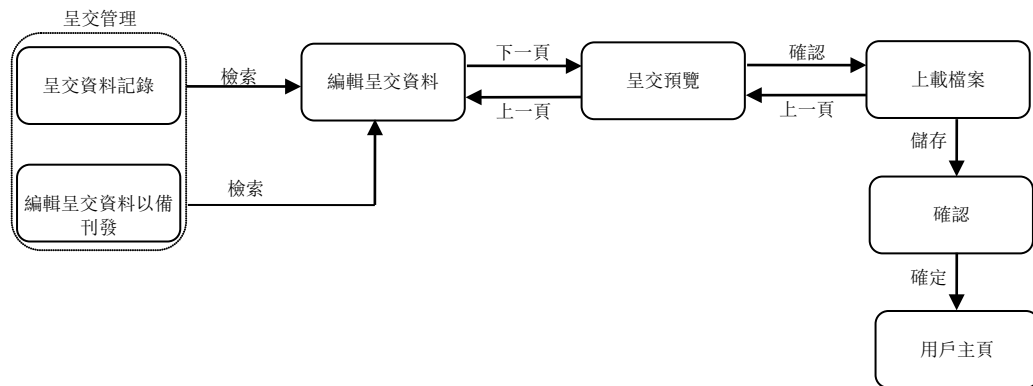 呈交管理
呈交資料記錄
檢索
編輯呈交資料
下一頁
上一頁
呈交預覽
確認
上一頁
上載檔案
編輯呈交資料以備
刊發
檢索
儲存
確認
確定
用戶主頁